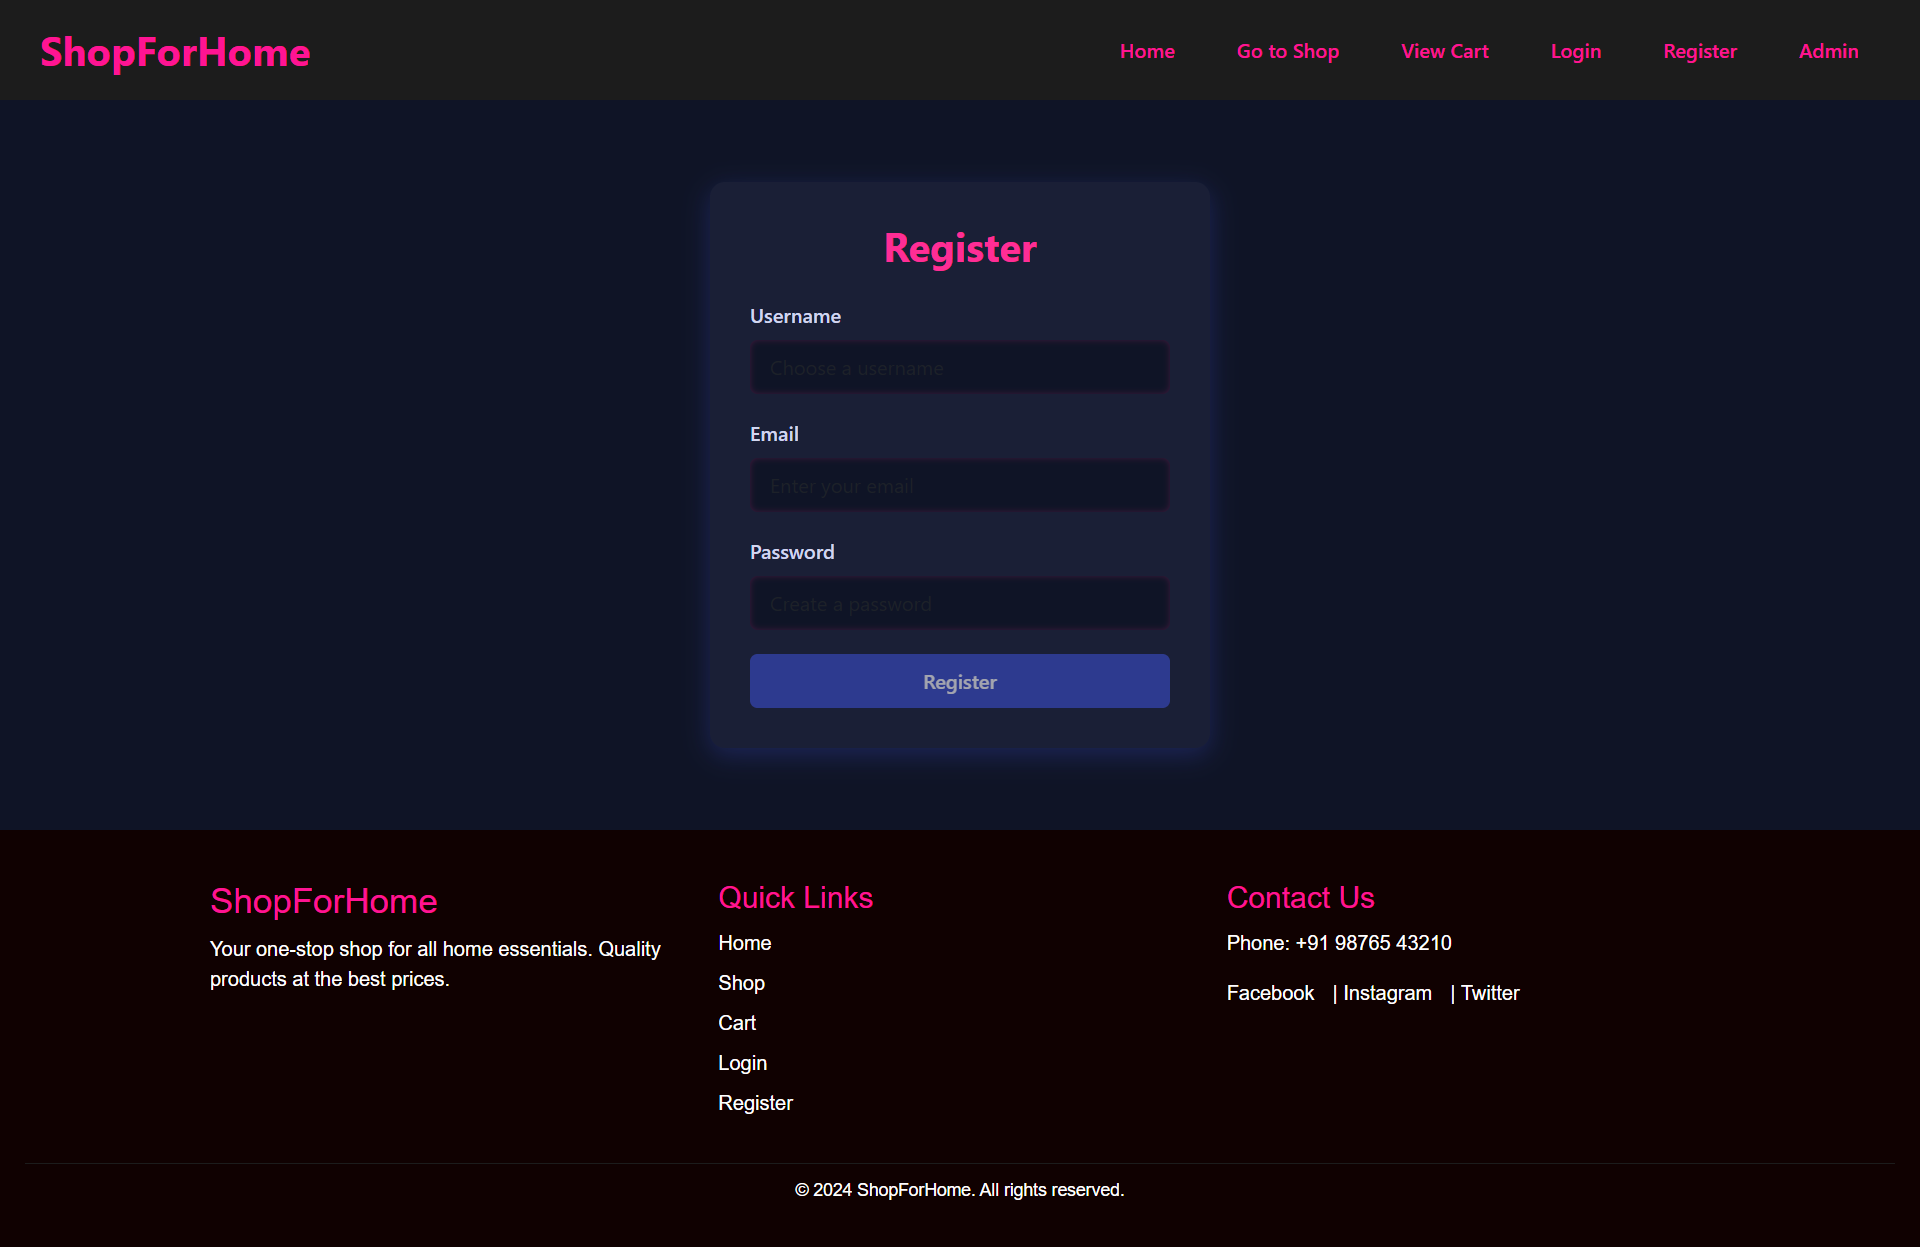 ShopForHome
Home Go to Shop View Cart Login Register Admin
Register
Username
Choose a username
Email
Enter your email
Password
Create a password
Register
ShopForHome
Your one-stop shop for all home essentials. Quality
products at the best prices.
Quick Links
Home
Shop
Cart
Login
Register
Contact Us
Phone: +91 98765 43210
Facebook | Instagram | Twitter
© 2024 ShopForHome. All rights reserved.